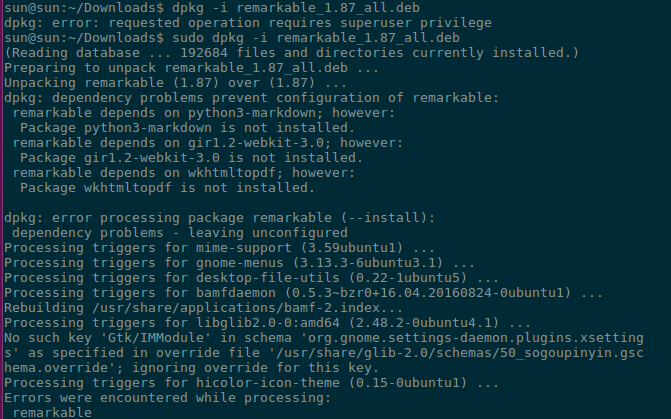 sun@sun:~/Downloads$ dpkg -i remarkable_1.87_all.deb
dpkg: error: requested operation requires superuser privilege
sun@sun:~/Downloads$ sudo dpkg -i remarkable_1.87_all.deb
(Reading database ... 192684 files and directories currently installed.)
Preparing to unpack remarkable_1.87_all.deb ...
Unpacking remarkable (1.87) over (1.87) ...
dpkg: dependency problems prevent configuration of remarkable:
 remarkable depends on python3-markdown; however:
  Package python3-markdown is not installed.
 remarkable depends on gir1.2-webkit-3.0; however:
  Package gir1.2-webkit-3.0 is not installed.
 remarkable depends on wkhtmltopdf; however:
  Package wkhtmltopdf is not installed.

dpkg: error processing package remarkable (--install):
 dependency problems - leaving unconfigured
Processing triggers for mime-support (3.59ubuntu1) ...
Processing triggers for gnome-menus (3.13.3-6ubuntu3.1) ...
Processing triggers for desktop-file-utils (0.22-1ubuntu5) ...
Processing triggers for bamfdaemon (0.5.3~bzr0+16.04.20160824-0ubuntu1) ...
Rebuilding /usr/share/applications/bamf-2.index...
Processing triggers for libglib2.0-0:amd64 (2.48.2-0ubuntu4.1) ...
No such key 'Gtk/IMModule' in schema 'org.gnome.settings-daemon.plugins.xsetting
s' as specified in override file '/usr/share/glib-2.0/schemas/50_sogoupinyin.gsc
hema.override'; ignoring override for this key.
Processing triggers for hicolor-icon-theme (0.15-0ubuntu1) ...
Errors were encountered while processing:
 remarkable